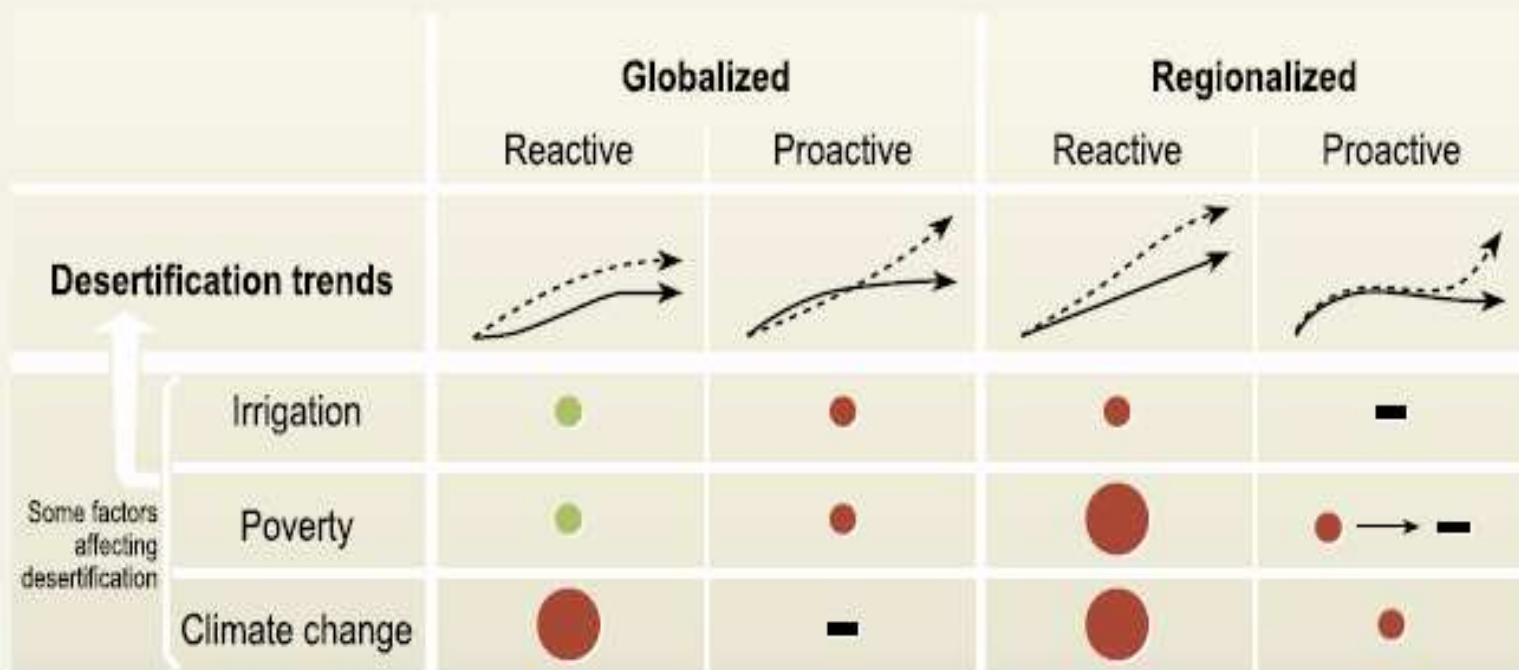 Globalized Regionalized
Reactive Proactive Reactive Proactive
Desertification trends
Irrigation
Some factors
affecting
desertification
Poverty
Climate change